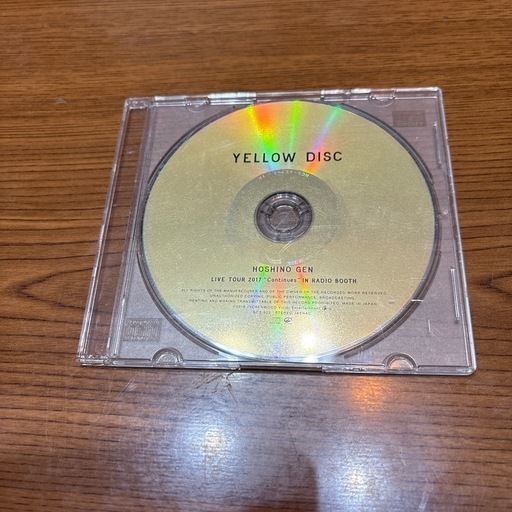 YELLOW DISC
HOSHINO GEN
LIVE TOUR 2017 "Continues" IN RADIO BOOTH
ALL RIGHTS OF THE MANUFACTURER AND OF THE OWNER OF THE RECORDED WORK RESERVED
UNAUTHORIZED COPYING, PUBLIC PERFORMANCE, BROADCASTING,
RENTING AND MAKING TRANSMITTABLE OF THIS RECORD PROHIBITED. MADE IN JAPAN.
STEREO